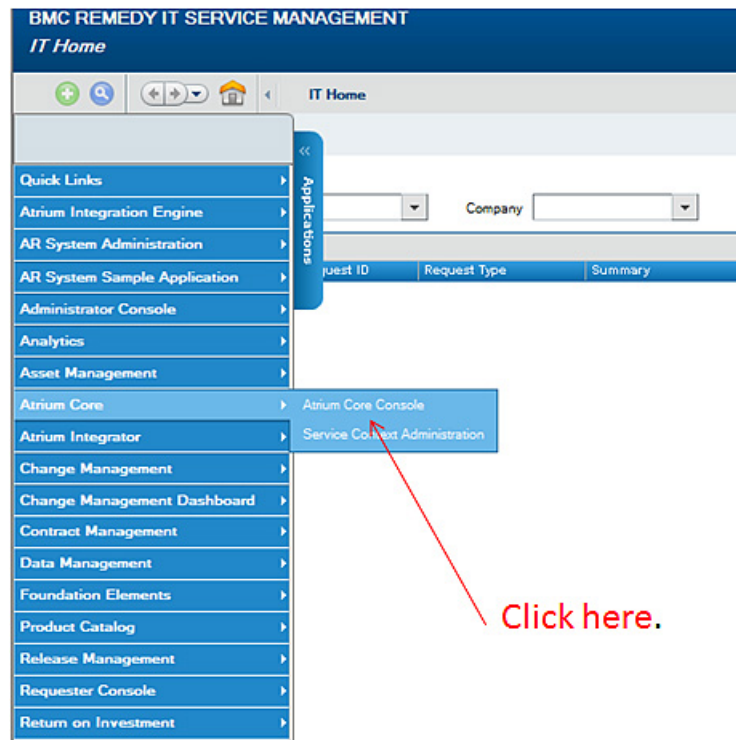 BMC REMEDY IT SERVICE MANAGEMENT
IT Home
IT Home
Applications
Quick Links
Company
Atrium Integration Engine
AR System Administration
AR System Sample Application
Request Type
Summary
uest ID
Administrator Console
Analytics
Asset Management
Atrium Core
Atrium Core Console
Atrium Integrator
Service Context Administration
Change Management
Change Management Dashboard
Contract Management
Data Management
Foundation Elements
Click here.
Product Catalog
Release Management
Requester Console
Return on Investment